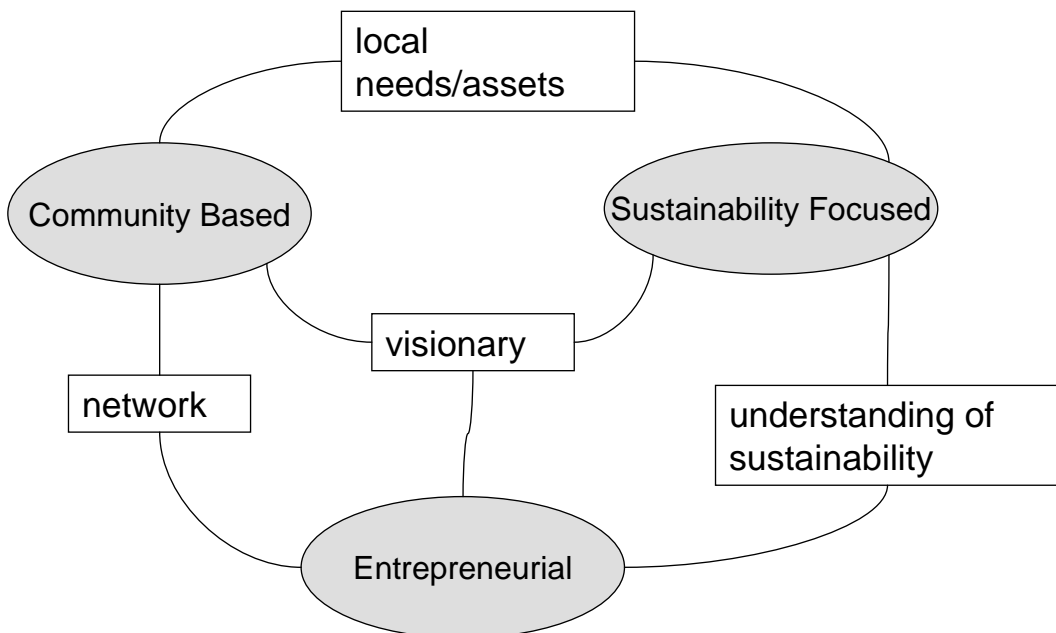 local
needs/assets
Community Based
Sustainability Focused
visionary
network
understanding of
sustainability
Entrepreneurial